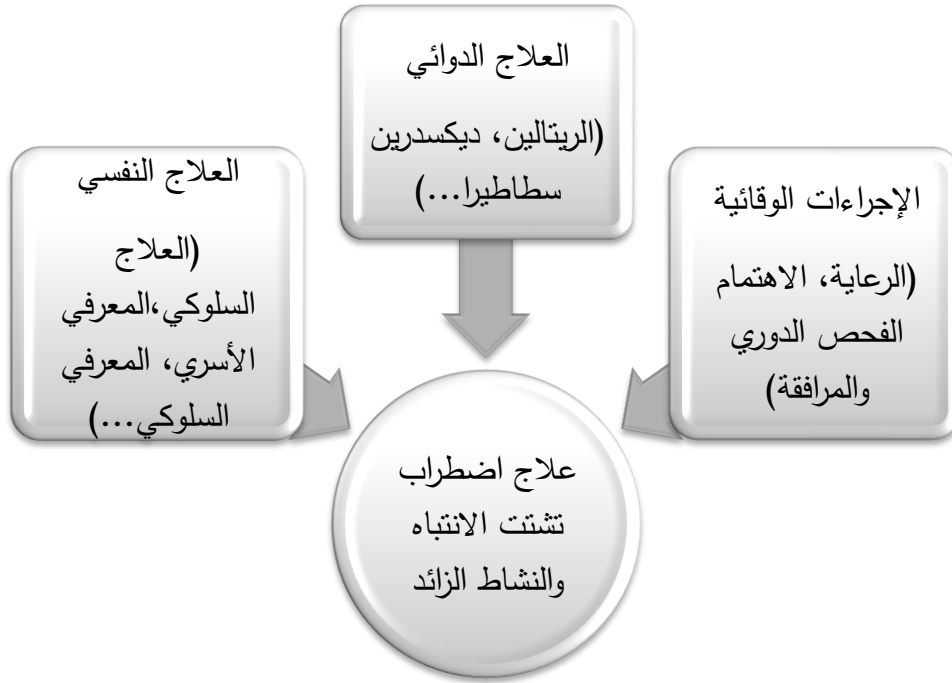 العلاج الدوائي
(الريتالين، ديكسدرين
سطاطيرا...)
الإجراءات الوقائية
(الرعاية، الاهتمام
الفحص الدوري
والمرافقة)
العلاج النفسي
(العلاج
السلوكي،المعرفي
الأسري، المعرفي
السلوكي...)
علاج اضطراب
تشتت الانتباه
والنشاط الزائد